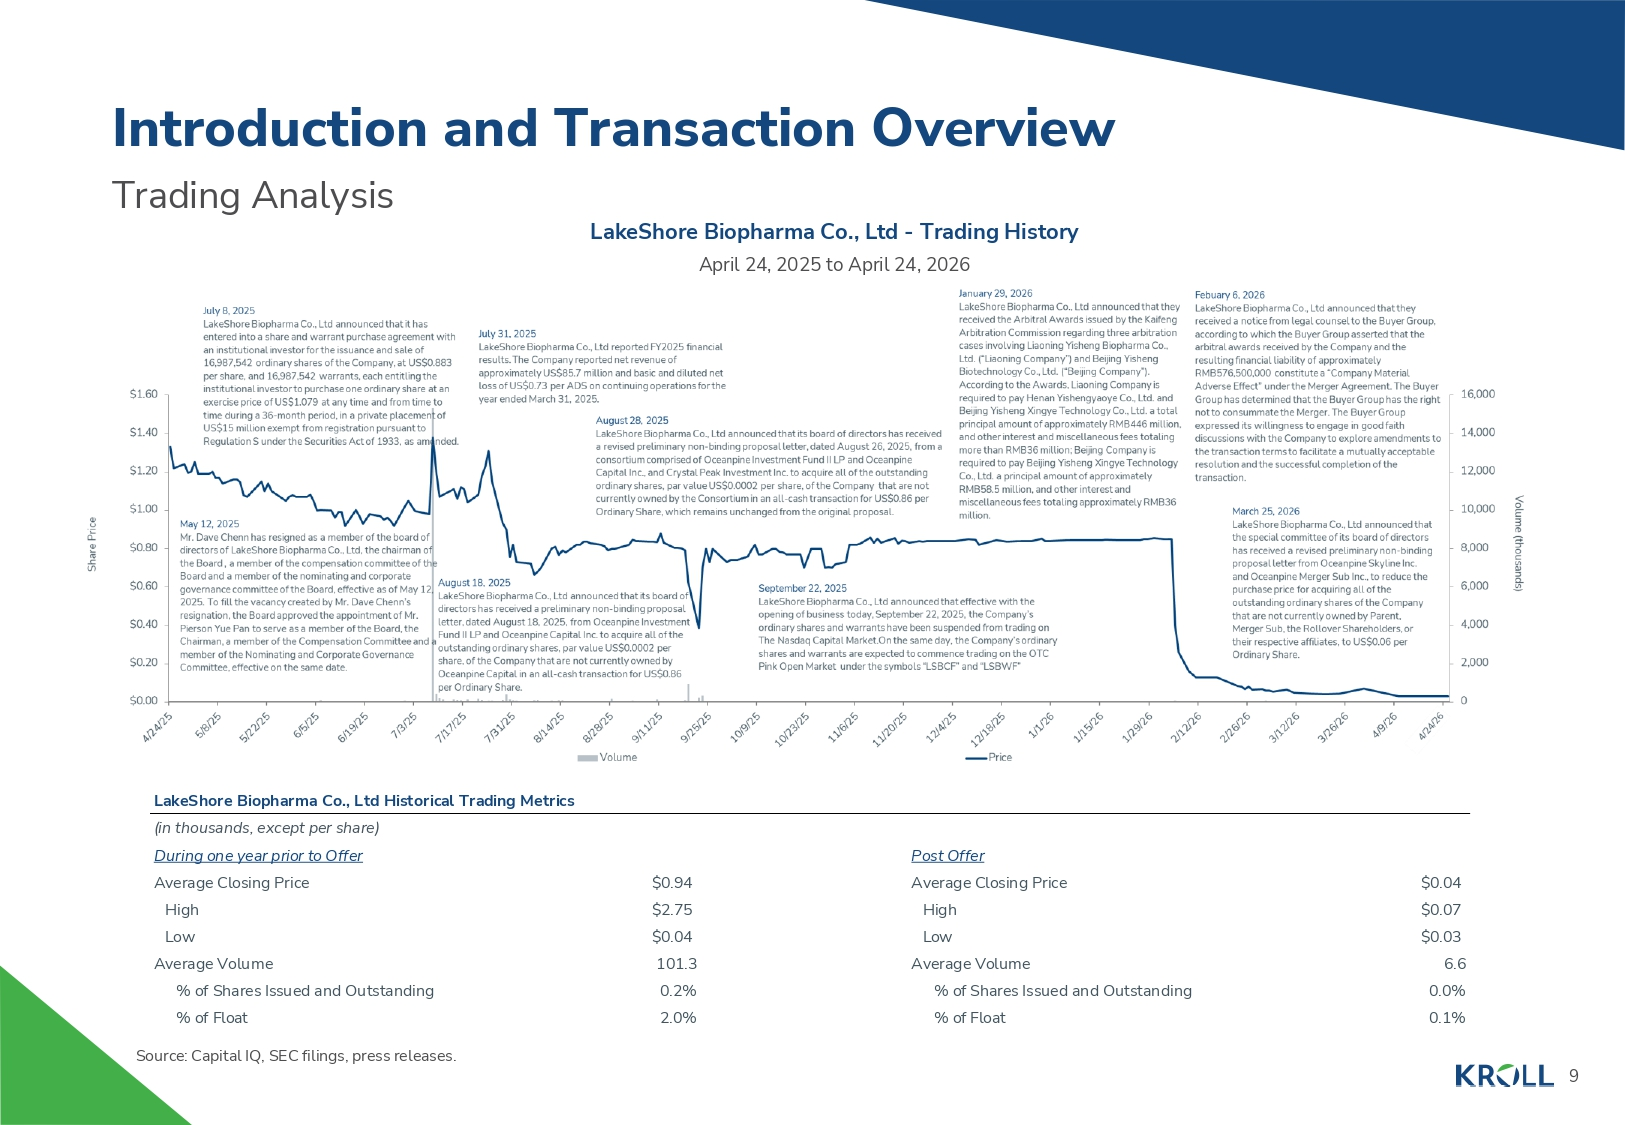 Introduction and Transaction Overview
Trading Analysis
LakeShore Biopharma Co., Ltd - Trading History
April 24, 2025 to April 24, 2026
July 8, 2025
LakeShore Biopharma Co., Ltd announced that it has
entered into a share and warrant purchase agreement with
an institutional investor for the issuance and sale of
16,987,542 ordinary shares of the Company, at US$0.883
per share, and 16,987,542 warrants, each entitling the
institutional investor to purchase one ordinary share at an
exercise price of US$1.079 at any time and from time to
time during a 36-month period, in a private placement of
US$15 million exempt from registration pursuant to
Regulation S under the Securities Act of 1933, as amended.
July 31, 2025
LakeShore Biopharma Co., Ltd reported FY2025 financial
results. The Company reported net revenue of
approximately US$85.7 million and basic and diluted net
loss of US$0.73 per ADS on continuing operations for the
year ended March 31, 2025.
August 28, 2025
LakeShore Biopharma Co., Ltd announced that its board of directors has received
a revised preliminary non-binding proposal letter, dated August 26, 2025, from a
consortium comprised of Oceanpine Investment Fund II LP and Oceanpine
Capital Inc., and Crystal Peak Investment Inc. to acquire all of the outstanding
ordinary shares, par value US$0.0002 per share, of the Company that are not
currently owned by the Consortium in an all-cash transaction for US$0.86 per
Ordinary Share, which remains unchanged from the original proposal.
January 29, 2026
LakeShore Biopharma Co., Ltd announced that they
received the Arbitral Awards issued by the Kaifeng
Arbitration Commission regarding three arbitration
cases involving Liaoning Yisheng Biopharma Co.,
Ltd. ("Liaoning Company") and Beijing Yisheng
Biotechnology Co., Ltd. ("Beijing Company").
According to the Awards, Liaoning Company is
required to pay Henan Yishengyaoye Co., Ltd. and
Beijing Yisheng Xingye Technology Co., Ltd. a total
principal amount of approximately RMB446 million,
and other interest and miscellaneous fees totaling
more than RMB36 million; Beijing Company is
required to pay Beijing Yisheng Xingye Technology
Co., Ltd. a principal amount of approximately
RMB58.5 million, and other interest and
miscellaneous fees totaling approximately RMB36
million.
Febuary 6, 2026
LakeShore Biopharma Co., Ltd announced that they
received a notice from legal counsel to the Buyer Group,
according to which the Buyer Group asserted that the
arbitral awards received by the Company and the
resulting financial liability of approximately
RMB576,500,000 constitute a "Company Material
Adverse Effect" under the Merger Agreement. The Buyer
Group has determined that the Buyer Group has the right
not to consummate the Merger. The Buyer Group
expressed its willingness to engage in good faith
discussions with the Company to explore amendments to
the transaction terms to facilitate a mutually acceptable
resolution and the successful completion of the
transaction.
March 25, 2026
LakeShore Biopharma Co., Ltd announced that
the special committee of its board of directors
has received a revised preliminary non-binding
proposal letter from Oceanpine Skyline Inc.
and Oceanpine Merger Sub Inc., to reduce the
purchase price for acquiring all of the
outstanding ordinary shares of the Company
that are not currently owned by Parent,
Merger Sub, the Rollover Shareholders, or
their respective affiliates, to US$0.06 per
Ordinary Share.
May 12, 2025
Mr. Dave Chenn has resigned as a member of the board of
directors of LakeShore Biopharma Co., Ltd, the chairman of
the Board , a member of the compensation committee of the
Board and a member of the nominating and corporate
governance committee of the Board, effective as of May 12,
2025. To fill the vacancy created by Mr. Dave Chenn's
resignation, the Board approved the appointment of Mr.
Pierson Yue Pan to serve as a member of the Board, the
Chairman, a member of the Compensation Committee and a
member of the Nominating and Corporate Governance
Committee, effective on the same date.
August 18, 2025
LakeShore Biopharma Co., Ltd announced that its board of
directors has received a preliminary non-binding proposal
letter, dated August 18, 2025, from Oceanpine Investment
Fund II LP and Oceanpine Capital Inc. to acquire all of the
outstanding ordinary shares, par value US$0.0002 per
share, of the Company that are not currently owned by
Oceanpine Capital in an all-cash transaction for US$0.86
per Ordinary Share.
September 22, 2025
LakeShore Biopharma Co., Ltd announced that effective with the
opening of business today, September 22, 2025, the Company's
ordinary shares and warrants have been suspended from trading on
The Nasdaq Capital Market.On the same day, the Company's ordinary
shares and warrants are expected to commence trading on the OTC
Pink Open Market under the symbols "LSBCF" and "LSBWF"
Share Price
$1.60
$1.40
$1.20
$1.00
$0.80
$0.60
$0.40
$0.20
$0.00
16,000
14,000
12,000
10,000
8,000
6,000
4,000
2,000
0
Volume (thousands)
4/24/25 5/8/25 5/22/25 6/5/25 6/19/25 7/3/25 7/17/25 7/31/25 8/14/25 8/28/25 9/11/25 9/25/25 10/9/25 10/23/25 11/6/25 11/20/25 12/4/25 12/18/25 1/1/26 1/15/26 1/29/26 2/12/26 2/26/26 3/12/26 3/26/26 4/9/26 4/24/26
Volume Price
LakeShore Biopharma Co., Ltd Historical Trading Metrics
(in thousands, except per share)
During one year prior to Offer Post Offer
Average Closing Price $0.94 Average Closing Price $0.04
High $2.75 High $0.07
Low $0.04 Low $0.03
Average Volume 101.3 Average Volume 6.6
% of Shares Issued and Outstanding 0.2% % of Shares Issued and Outstanding 0.0%
% of Float 2.0% % of Float 0.1%
Source: Capital IQ, SEC filings, press releases.
KROLL 9